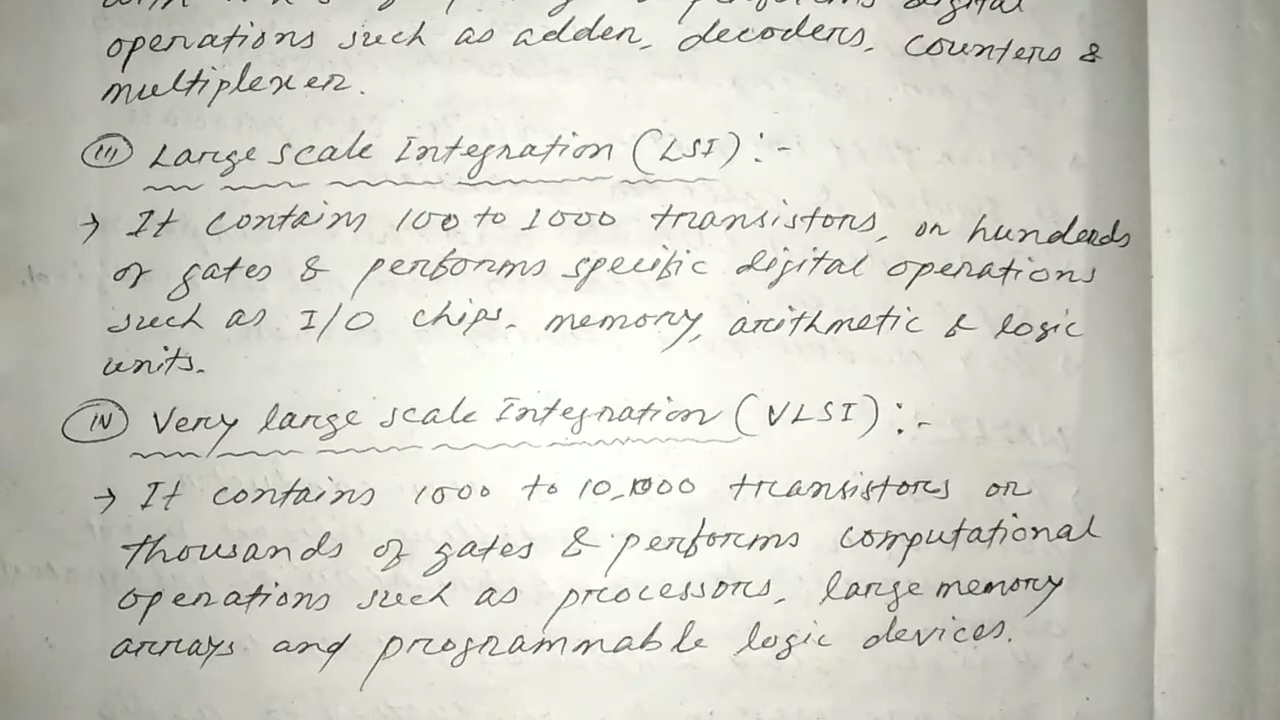 operations such as adder, decoders, counters &
multiplexer.
(III) Large scale Integration (LSI) :-
→ It contains 100 to 1000 transistors, or hunderds
of gates & performs specific digital operations
such as I/O chips, memory, arithmetic & logic
units.
(IV) Very large scale Integration (VLSI) :-
→ It contains 1000 to 10,000 transistors or
thousands of gates & performs computational
operations such as processors, large memory
arrays and programmable logic devices.